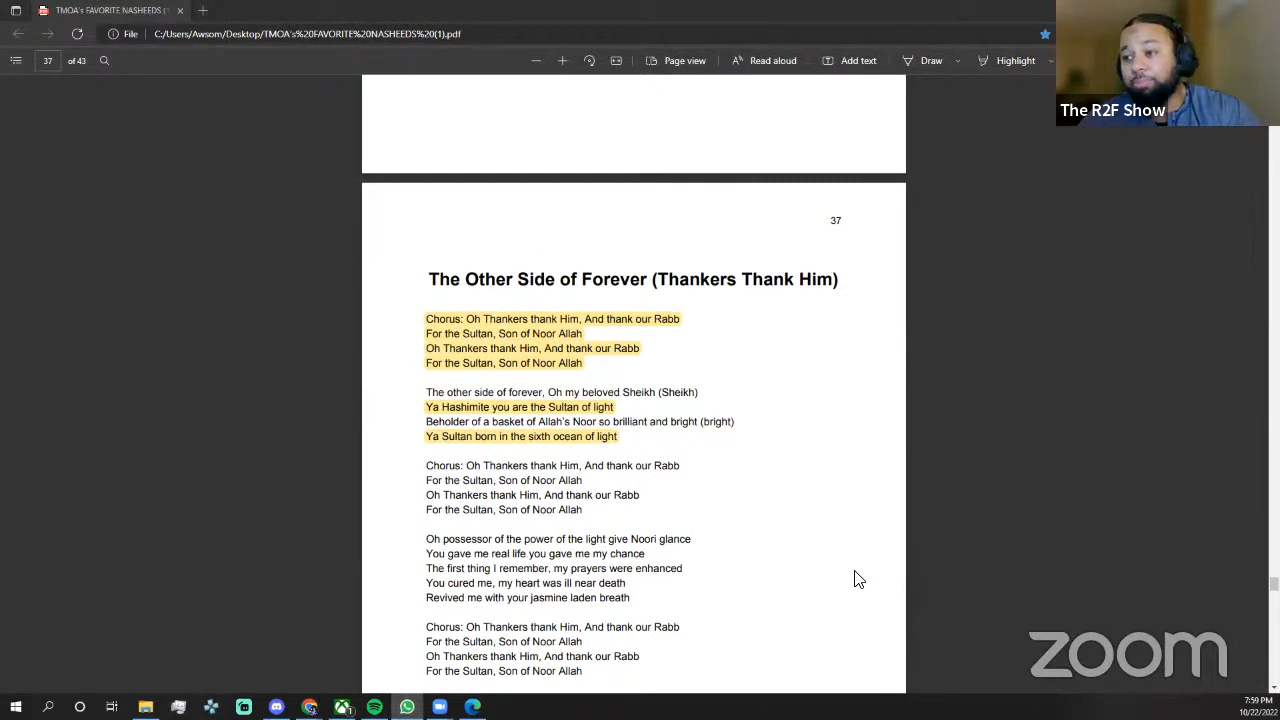 TMOA's FAVORITE NASHEEDS (
File
C:/Users/Awsom/Desktop/TMOA's%20FAVORITE%20NASHEEDS%20(1).pdf
37 of 43
Page view
Read aloud
Add text
Draw
Highlight
The R2F Show
37
The Other Side of Forever (Thankers Thank Him)
Chorus: Oh Thankers thank Him, And thank our Rabb
For the Sultan, Son of Noor Allah
Oh Thankers thank Him, And thank our Rabb
For the Sultan, Son of Noor Allah
The other side of forever, Oh my beloved Sheikh (Sheikh)
Ya Hashimite you are the Sultan of light
Beholder of a basket of Allah's Noor so brilliant and bright (bright)
Ya Sultan born in the sixth ocean of light
Chorus: Oh Thankers thank Him, And thank our Rabb
For the Sultan, Son of Noor Allah
Oh Thankers thank Him, And thank our Rabb
For the Sultan, Son of Noor Allah
Oh possessor of the power of the light give Noori glance
You gave me real life you gave me my chance
The first thing I remember, my prayers were enhanced
You cured me, my heart was ill near death
Revived me with your jasmine laden breath
Chorus: Oh Thankers thank Him, And thank our Rabb
For the Sultan, Son of Noor Allah
Oh Thankers thank Him, And thank our Rabb
For the Sultan, Son of Noor Allah
zoom
7:59 PM
10/22/2022